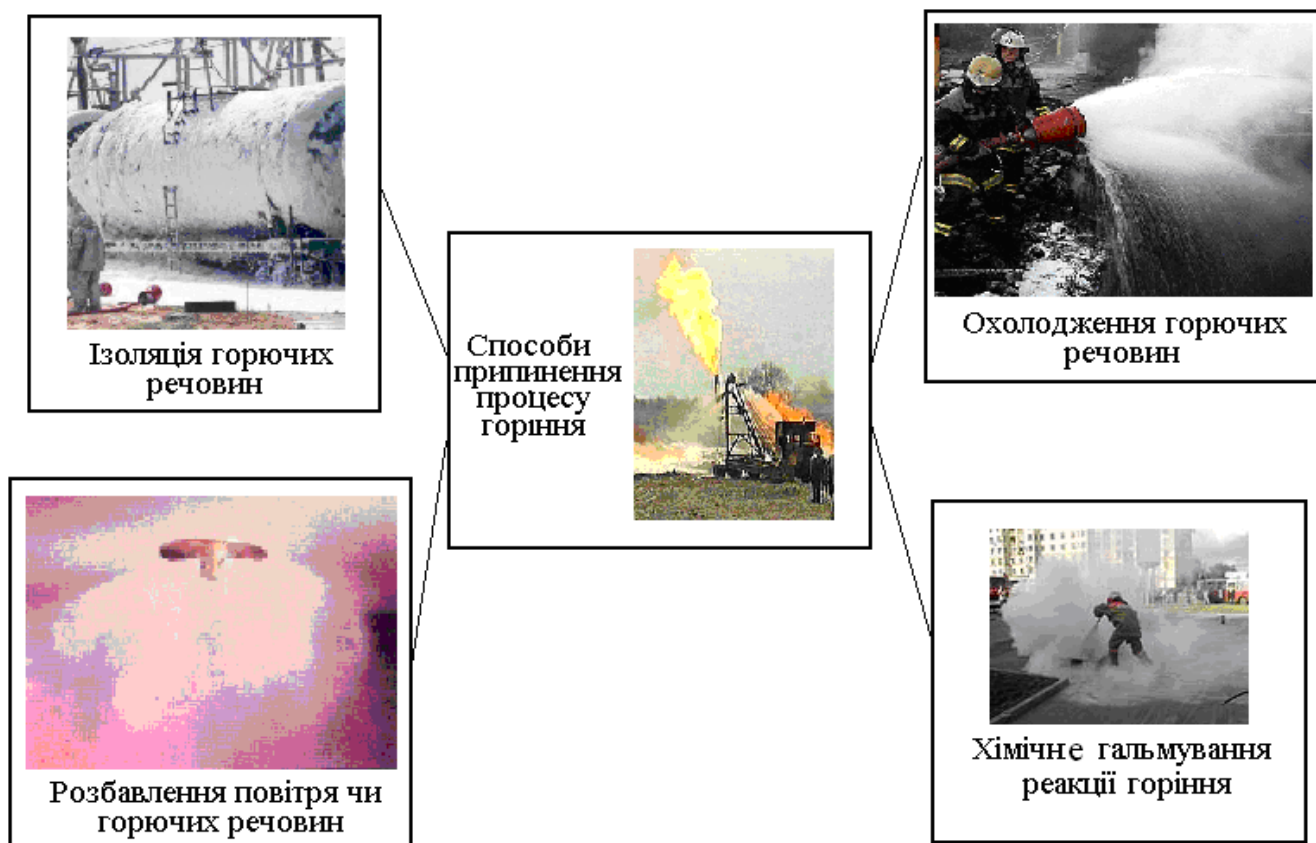 Ізоляція горючих
речовин
Охолодження горючих
речовин
Способи
припинення
процесу
горіння
Розбавлення повітря чи
горючих речовин
Хімічне гальмування
реакції горіння